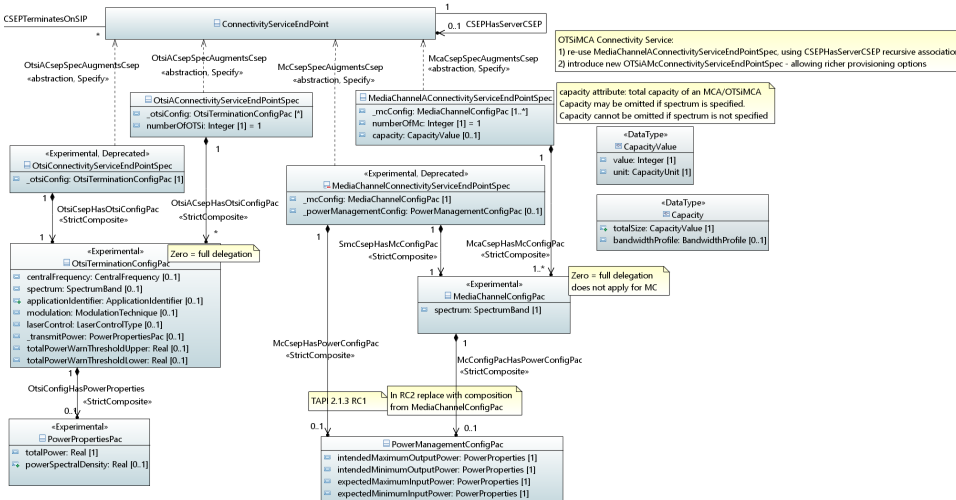 CSEPTerminatesOnSIP
ConnectivityServiceEndPoint
1
0..1 CSEPHasServerCSEP
*
OtsiACsepSpecAugmentsCsep
«abstraction, Specify»
OtsiACsepSpecAugmentsCsep
«abstraction, Specify»
McCsepSpecAugmentsCsep
«abstraction, Specify»
McaCsepSpecAugmentsCsep
«abstraction, Specify»
OTSiMCA Connectivity Service:
1) re-use MediaChannelAConnectivityServiceEndPointSpec, using CSEPHasServerCSEP recursive association
2) introduce new OTSiAMcConnectivityServiceEndPointSpec - allowing richer provisioning options
OtsiAConnectivityServiceEndPointSpec
_otsiConfig: OtsiTerminationConfigPac [*]
numberOfOTSi: Integer [1] = 1
MediaChannelAConnectivityServiceEndPointSpec
_mcConfig: MediaChannelConfigPac [1..*]
numberOfMc: Integer [1] = 1
capacity: CapacityValue [0..1]
capacity attribute: total capacity of an MCA/OTSiMCA
Capacity may be omitted if spectrum is specified.
Capacity cannot be omitted if spectrum is not specified
«DataType»
CapacityValue
value: Integer [1]
unit: CapacityUnit [1]
1
1
«Experimental, Deprecated»
OtsiConnectivityServiceEndPointSpec
_otsiConfig: OtsiTerminationConfigPac [1]
«Experimental, Deprecated»
MediaChannelConnectivityServiceEndPointSpec
_mcConfig: MediaChannelConfigPac [1]
_powerManagementConfig: PowerManagementConfigPac [0..1]
«DataType»
Capacity
totalSize: CapacityValue [1]
bandwidthProfile: BandwidthProfile [0..1]
1
OtsiCsepHasOtsiConfigPac
«StrictComposite»
OtsiACsepHasOtsiConfigPac
«StrictComposite»
1
1
SmcCsepHasMcConfigPac
«StrictComposite»
McaCsepHasMcConfigPac
«StrictComposite»
1
*
1
1..*
«Experimental»
OtsiTerminationConfigPac
centralFrequency: CentralFrequency [0..1]
spectrum: SpectrumBand [0..1]
applicationIdentifier: ApplicationIdentifier [0..1]
modulation: ModulationTechnique [0..1]
laserControl: LaserControlType [0..1]
_transmitPower: PowerPropertiesPac [0..1]
totalPowerWarnThresholdUpper: Real [0..1]
totalPowerWarnThresholdLower: Real [0..1]
Zero = full delegation
«Experimental»
MediaChannelConfigPac
spectrum: SpectrumBand [1]
Zero = full delegation
does not apply for MC
McCsepHasPowerConfigPac
«StrictComposite»
1
McConfigPacHasPowerConfigPac
«StrictComposite»
1
OtsiConfigHasPowerProperties
«StrictComposite»
0..1
TAPI 2.1.3 RC1
In RC2 replace with composition
from MediaChannelConfigPac
0..1
0..1
«Experimental»
PowerPropertiesPac
totalPower: Real [1]
powerSpectralDensity: Real [0..1]
PowerManagementConfigPac
intendedMaximumOutputPower: PowerProperties [1]
intendedMinimumOutputPower: PowerProperties [1]
expectedMaximumInputPower: PowerProperties [1]
expectedMinimumInputPower: PowerProperties [1]